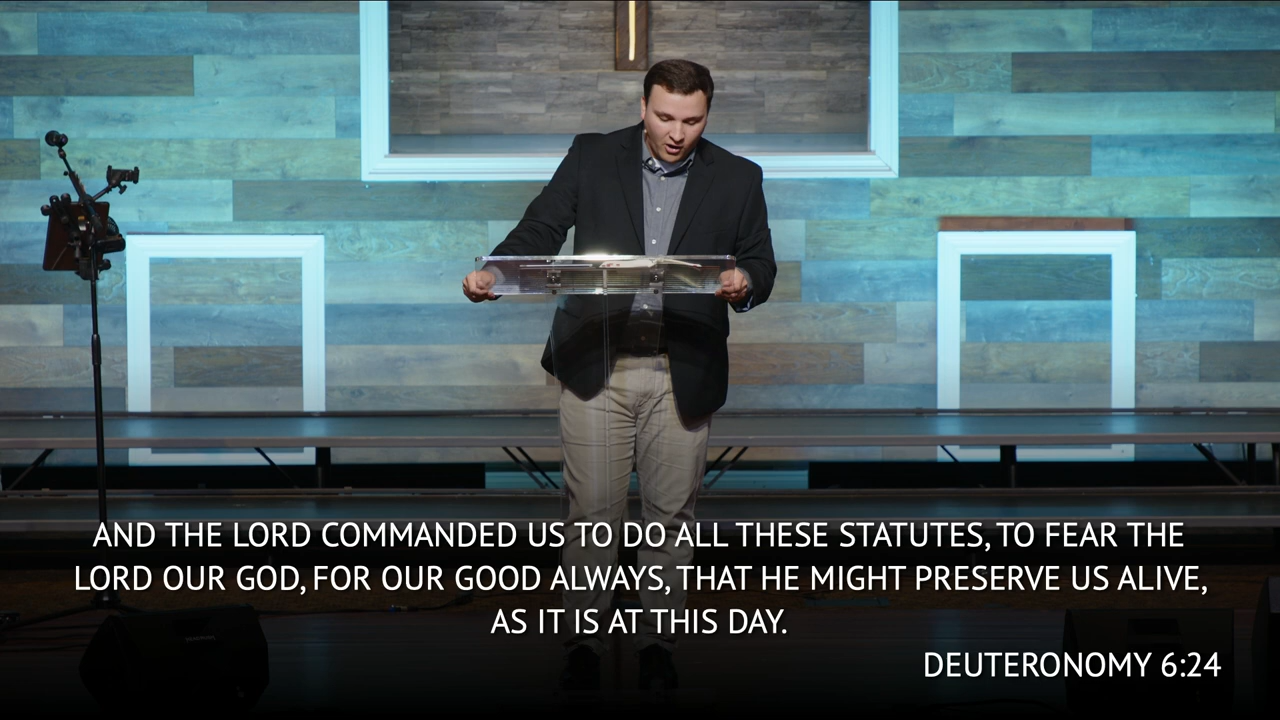 AND THE LORD COMMANDED US TO DO ALL THESE STATUTES, TO FEAR THE
LORD OUR GOD, FOR OUR GOOD ALWAYS, THAT HE MIGHT PRESERVE US ALIVE,
AS IT IS AT THIS DAY.
DEUTERONOMY 6:24